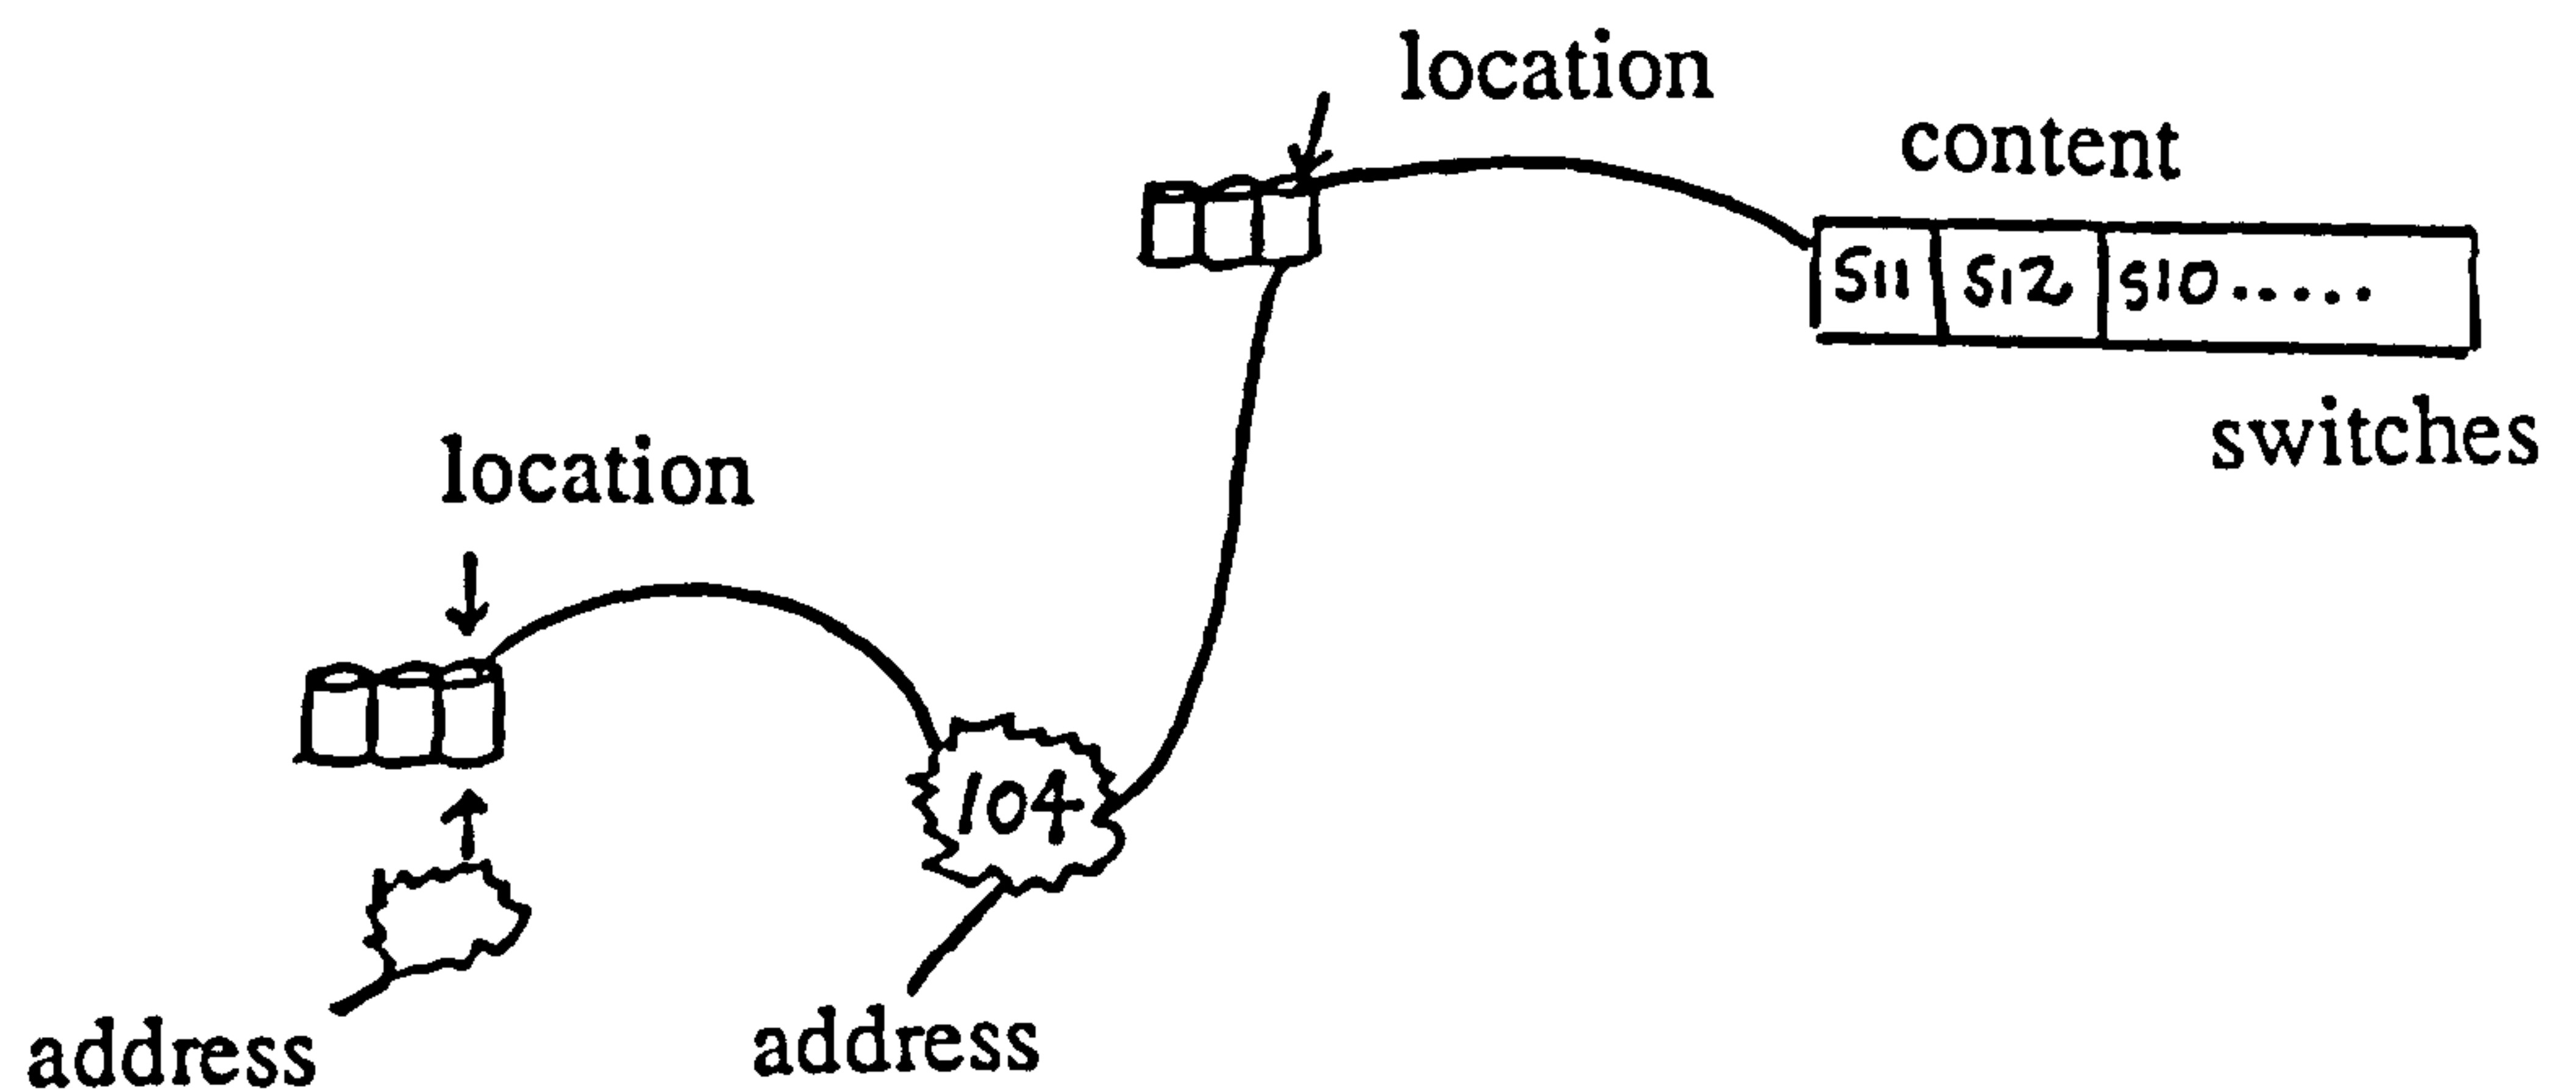 location
content
S11 S12 S10.....
switches
location
104
address
address